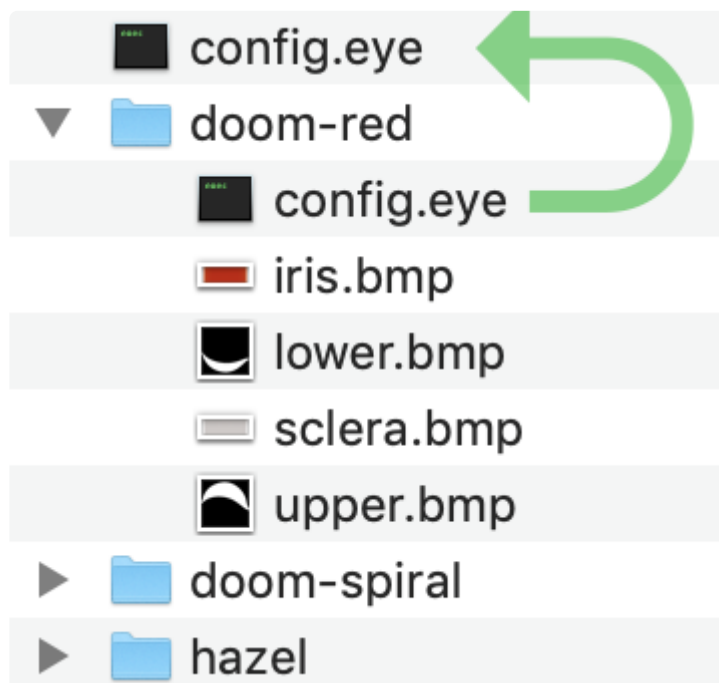 config.eye
doom-red
config.eye
iris.bmp
lower.bmp
sclera.bmp
upper.bmp
doom-spiral
hazel